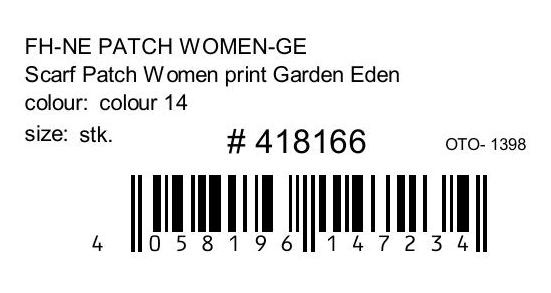 FH-NE PATCH WOMEN-GE
Scarf Patch Women print Garden Eden
colour: colour 14
size: stk.
# 418166
OTO- 1398
4 058196 147234